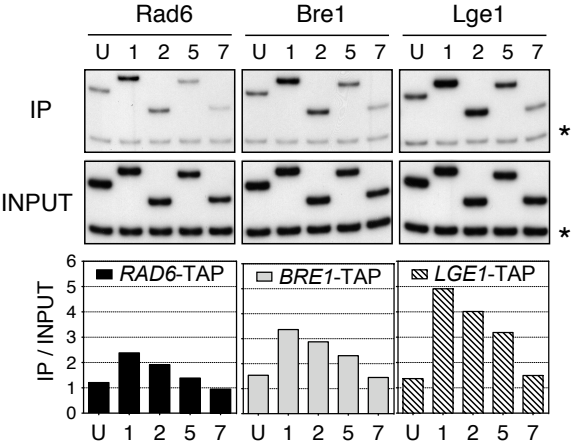 Rad6 Bre1 Lge1
U 1 2 5 7 U 1 2 5 7 U 1 2 5 7
IP
*
INPUT
*
6
5
4
3
2
1
0
IP / INPUT
RAD6-TAP BRE1-TAP LGE1-TAP
U 1 2 5 7 U 1 2 5 7 U 1 2 5 7